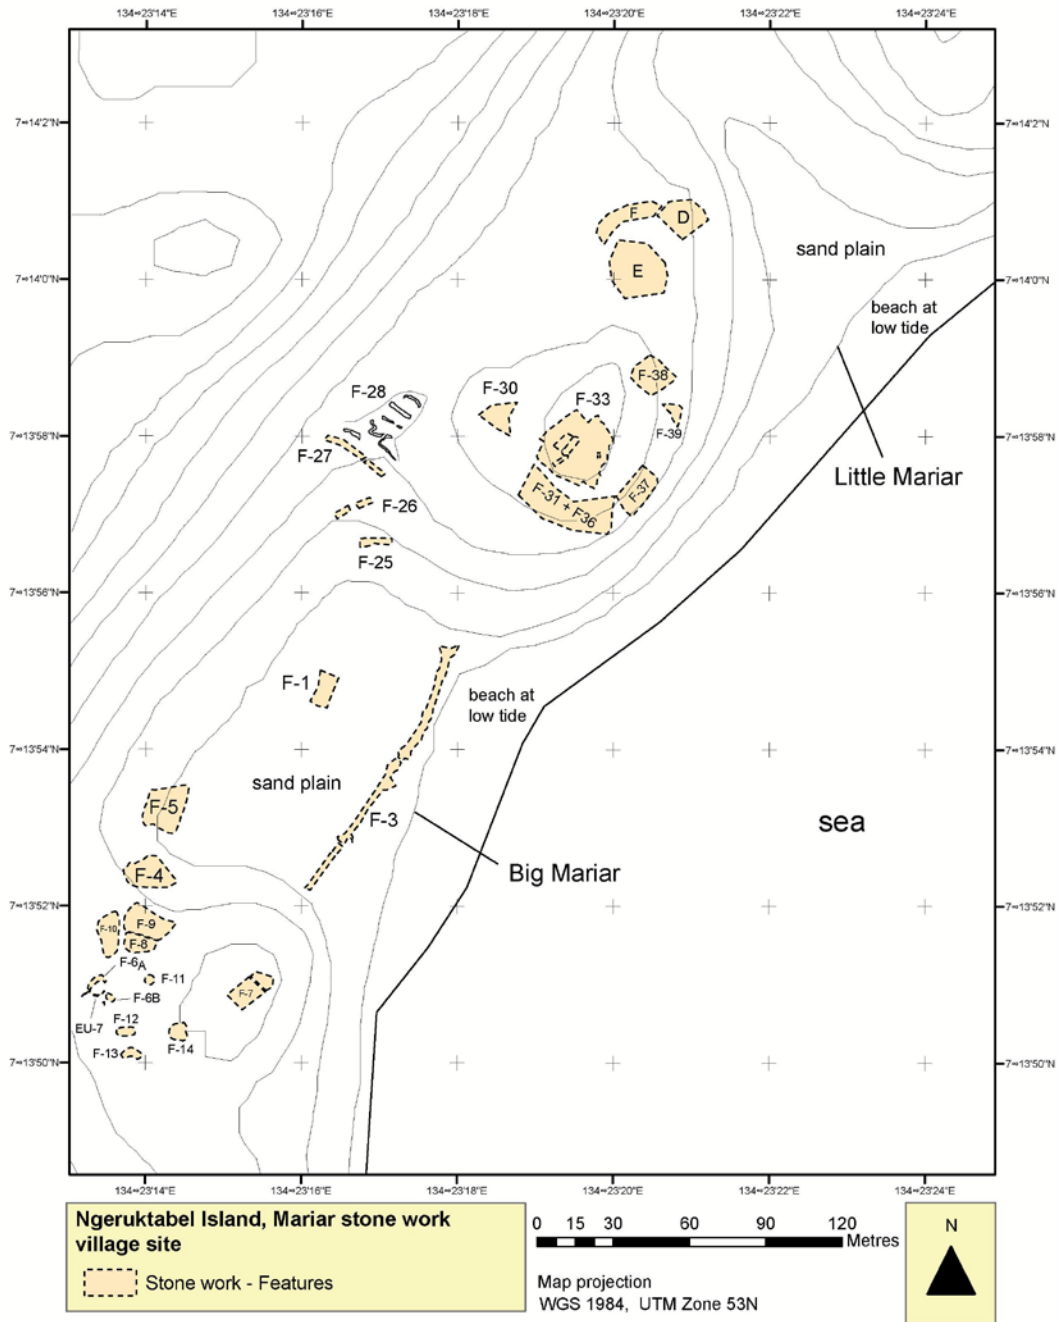 134°23'14"E 134°23'16"E 134°23'18"E 134°23'20"E 134°23'22"E 134°23'24"E
7°14'2"N 7°14'2"N
F D
sand plain
E
7°14'0"N 7°14'0"N
beach at
low tide
F-38
F-28 F-30 F-33
F-39
7°13'58"N 7°13'58"N
F-27
Little Mariar
F-37
F-31 + F36
F-26
F-25
7°13'56"N 7°13'56"N
F-1
beach at
low tide
7°13'54"N 7°13'54"N
sand plain
F-5
F-3
sea
F-4
Big Mariar
7°13'52"N 7°13'52"N
F-10 F-9
F-8
F-6A
F-11
F-6B
F-7
EU-7
F-12
F-13 F-14
7°13'50"N 7°13'50"N
134°23'14"E 134°23'16"E 134°23'18"E 134°23'20"E 134°23'22"E 134°23'24"E
Ngeruktabel Island, Mariar stone work
village site
Stone work - Features
0 15 30 60 90 120
Metres
Map projection
WGS 1984, UTM Zone 53N
N